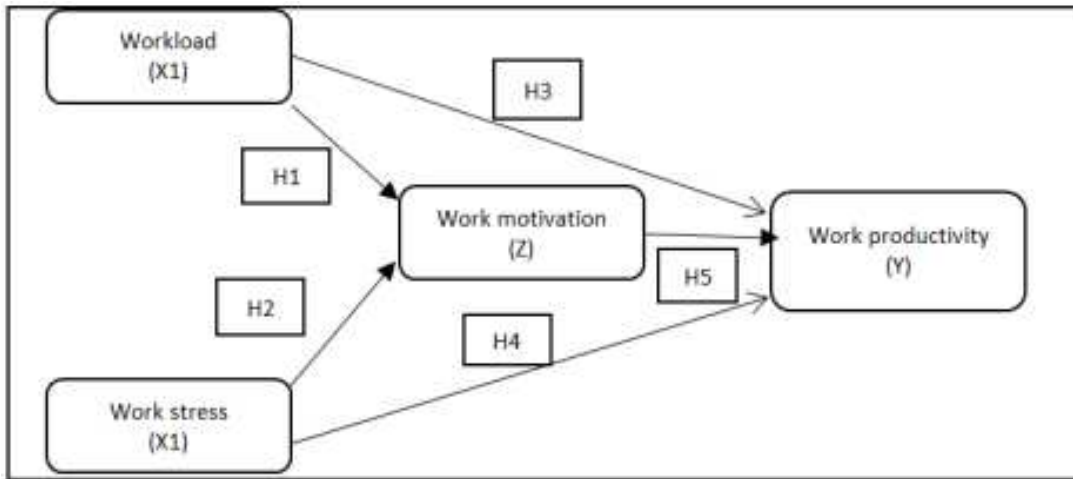 Workload
(X1)
H3
H1
Work motivation
(Z)
Work productivity
(Y)
H5
H2
H4
Work stress
(X1)